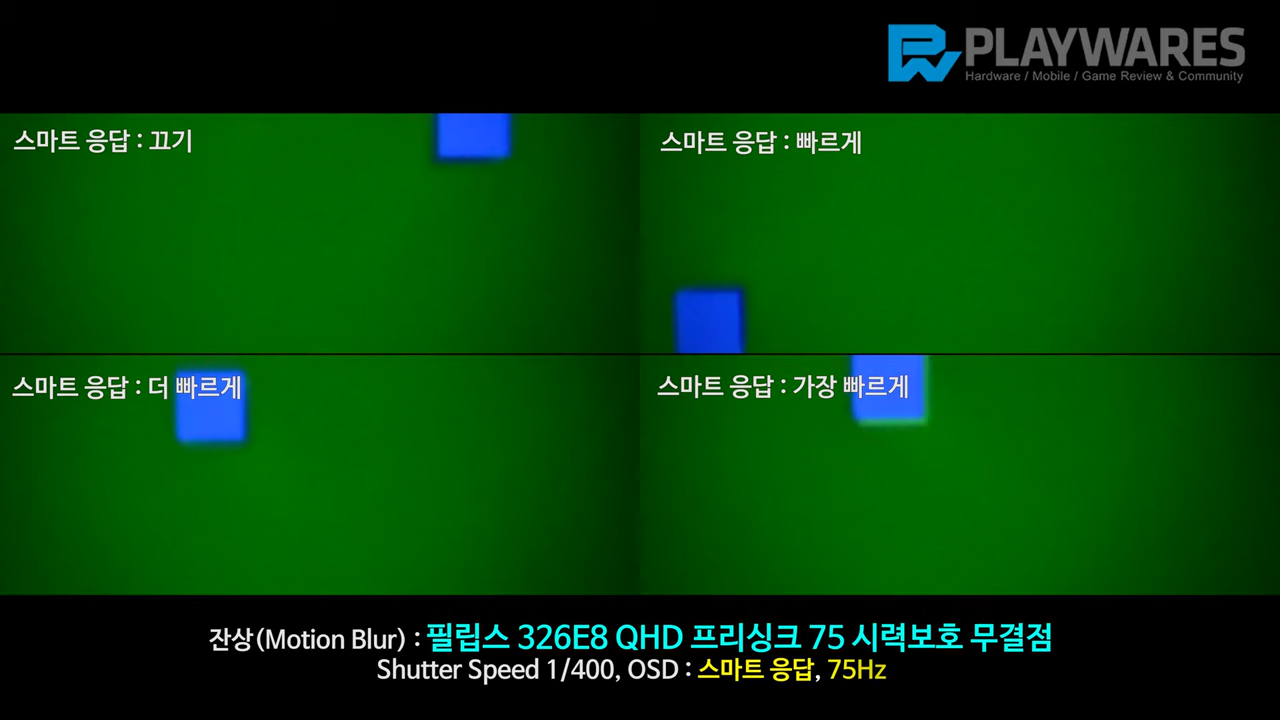 PLAYWARES
Hardware / Mobile / Game Review & Community
스마트 응답 : 끄기
스마트 응답 : 빠르게
스마트 응답 : 더 빠르게
스마트 응답 : 가장 빠르게
잔상(Motion Blur) : 필립스 326E8 QHD 프리싱크 75 시력보호 무결점
Shutter Speed 1/400, OSD : 스마트 응답, 75Hz